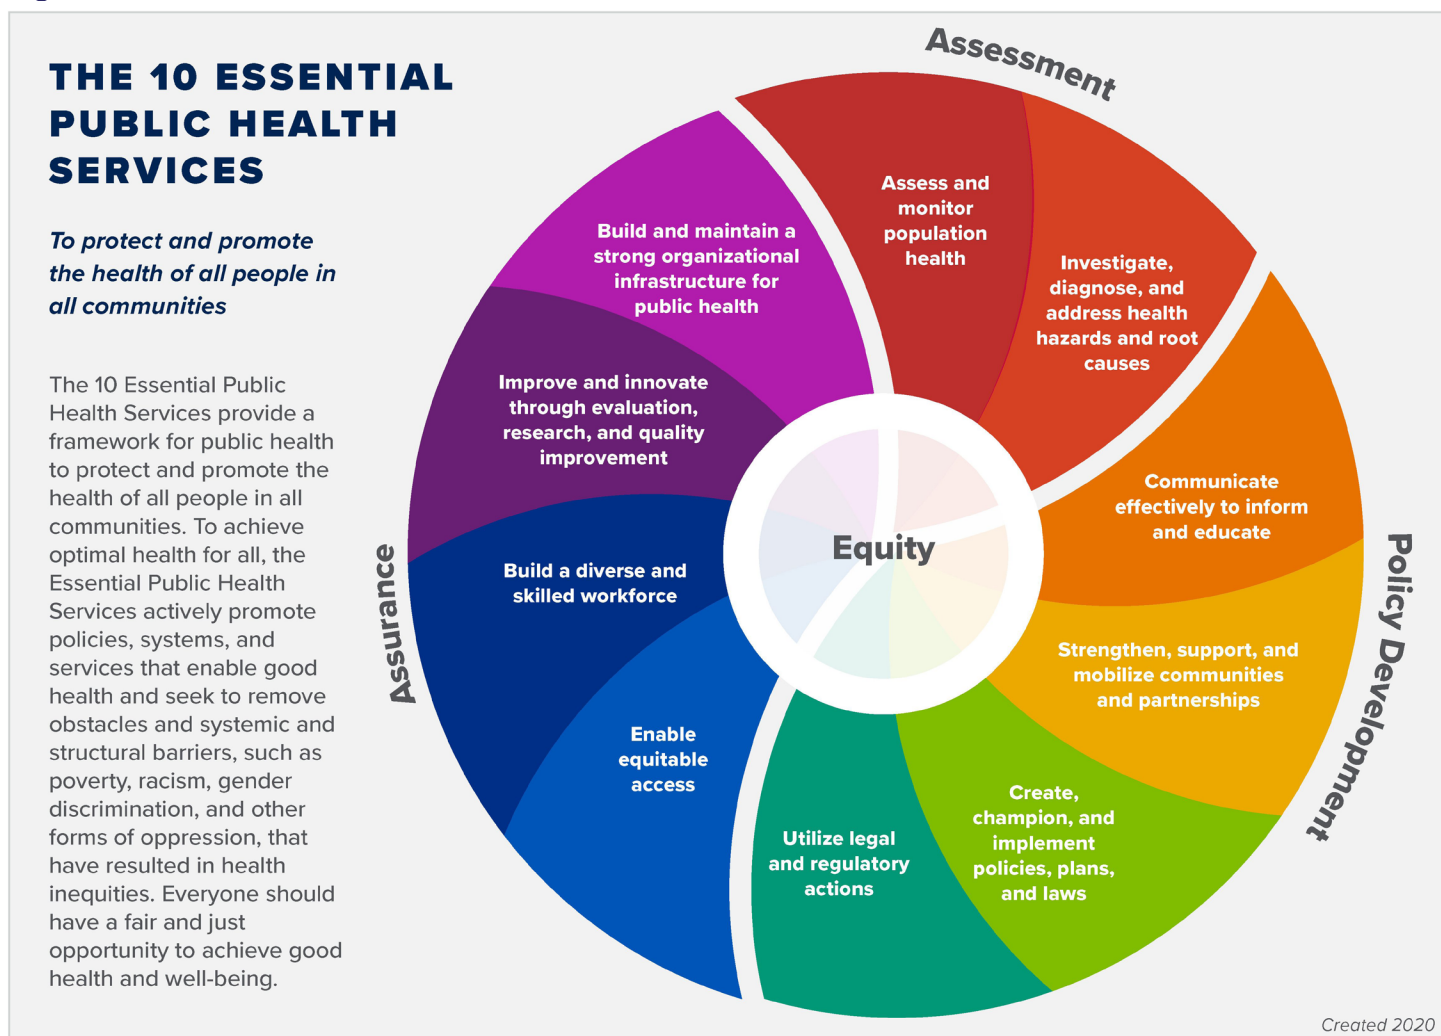 THE 10 ESSENTIAL
PUBLIC HEALTH
SERVICES
To protect and promote
the health of all people in
all communities
The 10 Essential Public
Health Services provide a
framework for public health
to protect and promote the
health of all people in all
communities. To achieve
optimal health for all, the
Essential Public Health
Services actively promote
policies, systems, and
services that enable good
health and seek to remove
obstacles and systemic and
structural barriers, such as
poverty, racism, gender
discrimination, and other
forms of oppression, that
have resulted in health
inequities. Everyone should
have a fair and just
opportunity to achieve good
health and well-being.
Assessment
Assess and
monitor
population
health
Investigate,
diagnose, and
address health
hazards and root
causes
Policy Development
Communicate
effectively to inform
and educate
Strengthen, support, and
mobilize communities
and partnerships
Create,
champion, and
implement
policies, plans,
and laws
Utilize legal
and regulatory
actions
Assurance
Enable
equitable
access
Build a diverse and
skilled workforce
Improve and innovate
through evaluation,
research, and quality
improvement
Build and maintain a
strong organizational
infrastructure for
public health
Equity
Created 2020